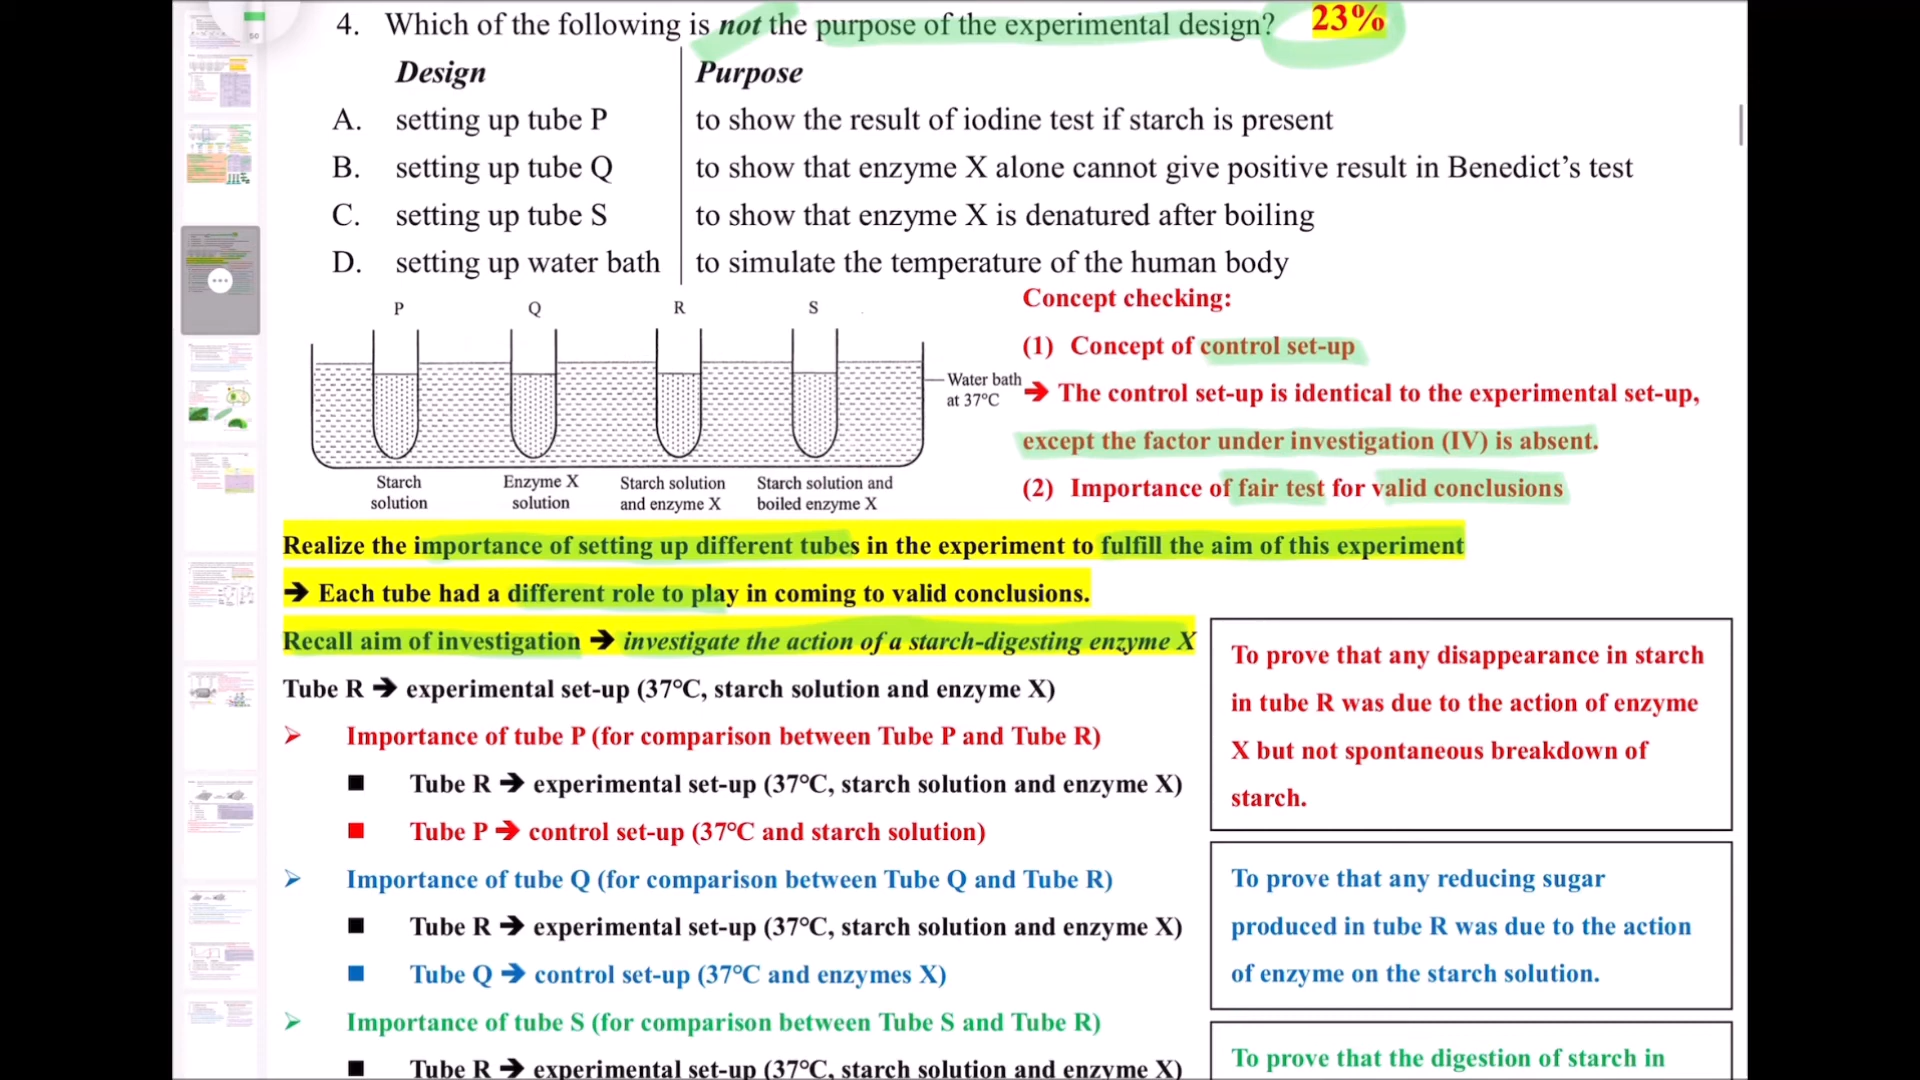 50
4. Which of the following is not the purpose of the experimental design? 23%
Design Purpose
A. setting up tube P to show the result of iodine test if starch is present
B. setting up tube Q to show that enzyme X alone cannot give positive result in Benedict’s test
C. setting up tube S to show that enzyme X is denatured after boiling
D. setting up water bath to simulate the temperature of the human body
P Q R S
Water bath
at 37°C
Starch
solution
Enzyme X
solution
Starch solution
and enzyme X
Starch solution and
boiled enzyme X
Concept checking:
(1) Concept of control set-up
➔ The control set-up is identical to the experimental set-up,
except the factor under investigation (IV) is absent.
(2) Importance of fair test for valid conclusions
Realize the importance of setting up different tubes in the experiment to fulfill the aim of this experiment
➔ Each tube had a different role to play in coming to valid conclusions.
Recall aim of investigation ➔ investigate the action of a starch-digesting enzyme X
Tube R ➔ experimental set-up (37°C, starch solution and enzyme X)
➢ Importance of tube P (for comparison between Tube P and Tube R)
■ Tube R ➔ experimental set-up (37°C, starch solution and enzyme X)
■ Tube P ➔ control set-up (37°C and starch solution)
➢ Importance of tube Q (for comparison between Tube Q and Tube R)
■ Tube R ➔ experimental set-up (37°C, starch solution and enzyme X)
■ Tube Q ➔ control set-up (37°C and enzymes X)
➢ Importance of tube S (for comparison between Tube S and Tube R)
■ Tube R ➔ experimental set-up (37°C, starch solution and enzyme X)
To prove that any disappearance in starch
in tube R was due to the action of enzyme
X but not spontaneous breakdown of
starch.
To prove that any reducing sugar
produced in tube R was due to the action
of enzyme on the starch solution.
To prove that the digestion of starch in